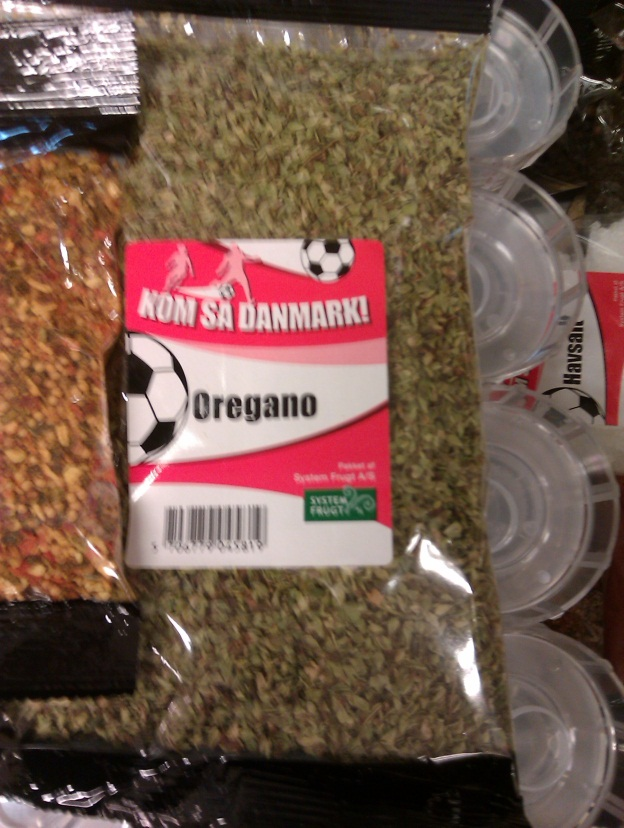 KOM SÅ DANMARK!
Oregano
Pakket af
System Frugt A/S
SYSTEM
FRUGT
Havsalt